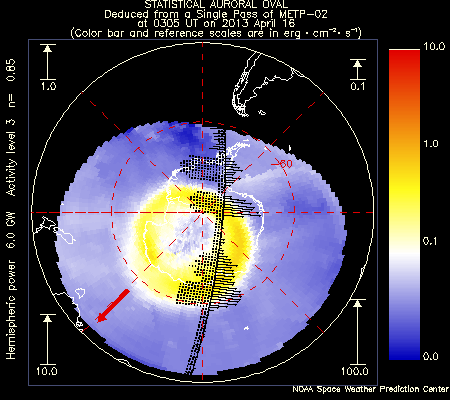 STATISTICAL AURORAL OVAL
Deduced from a Single Pass of METP-02
at 0305 UT on 2013 April 16
(Color bar and reference scales are in erg · cm⁻² · s⁻¹)
Hemispheric power 6.0 GW Activity level 3 n= 0.85
1.0
0.1
-60
10.0
100.0
10.0
1.0
0.1
0.0
NOAA Space Weather Prediction Center